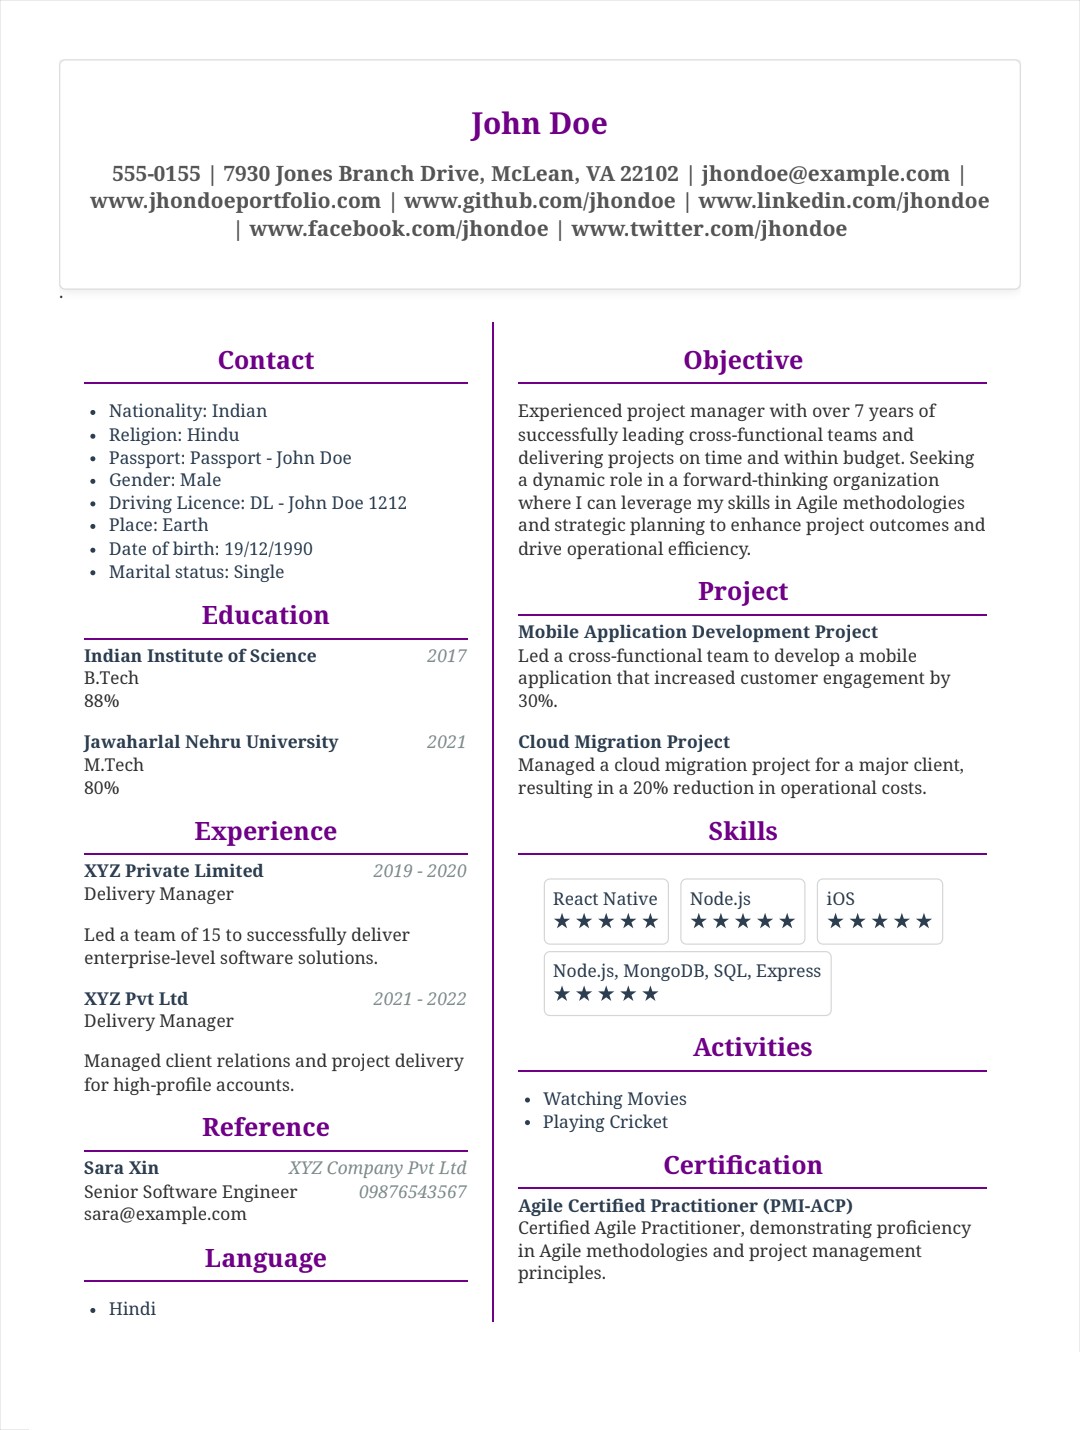 John Doe
555-0155 | 7930 Jones Branch Drive, McLean, VA 22102 | jhondoe@example.com |
www.jhondoeportfolio.com | www.github.com/jhondoe | www.linkedin.com/jhondoe
| www.facebook.com/jhondoe | www.twitter.com/jhondoe
.
Contact
• Nationality: Indian
• Religion: Hindu
• Passport: Passport - John Doe
• Gender: Male
• Driving Licence: DL - John Doe 1212
• Place: Earth
• Date of birth: 19/12/1990
• Marital status: Single
Education
Indian Institute of Science 2017
B.Tech
88%
Jawaharlal Nehru University 2021
M.Tech
80%
Experience
XYZ Private Limited 2019 - 2020
Delivery Manager
Led a team of 15 to successfully deliver
enterprise-level software solutions.
XYZ Pvt Ltd 2021 - 2022
Delivery Manager
Managed client relations and project delivery
for high-profile accounts.
Reference
Sara Xin XYZ Company Pvt Ltd
Senior Software Engineer 09876543567
sara@example.com
Language
• Hindi
Objective
Experienced project manager with over 7 years of
successfully leading cross-functional teams and
delivering projects on time and within budget. Seeking
a dynamic role in a forward-thinking organization
where I can leverage my skills in Agile methodologies
and strategic planning to enhance project outcomes and
drive operational efficiency.
Project
Mobile Application Development Project
Led a cross-functional team to develop a mobile
application that increased customer engagement by
30%.
Cloud Migration Project
Managed a cloud migration project for a major client,
resulting in a 20% reduction in operational costs.
Skills
React Native
★ ★ ★ ★ ★
Node.js
★ ★ ★ ★ ★
iOS
★ ★ ★ ★ ★
Node.js, MongoDB, SQL, Express
★ ★ ★ ★ ★
Activities
• Watching Movies
• Playing Cricket
Certification
Agile Certified Practitioner (PMI-ACP)
Certified Agile Practitioner, demonstrating proficiency
in Agile methodologies and project management
principles.